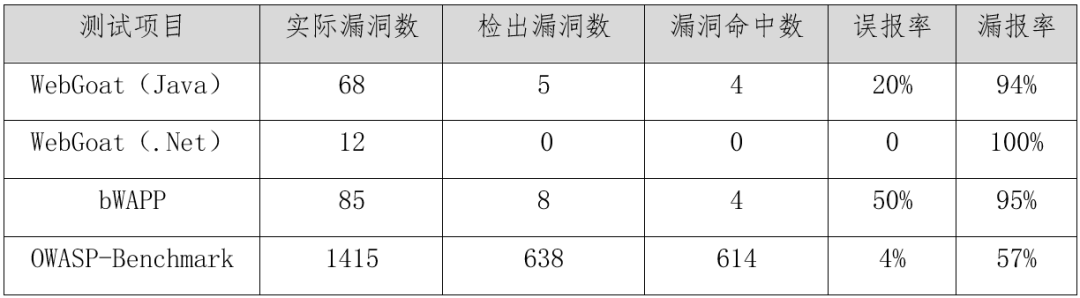 测试项目 实际漏洞数 检出漏洞数 漏洞命中数 误报率 漏报率
WebGoat（Java） 68 5 4 20% 94%
WebGoat（.Net） 12 0 0 0 100%
bWAPP 85 8 4 50% 95%
OWASP-Benchmark 1415 638 614 4% 57%